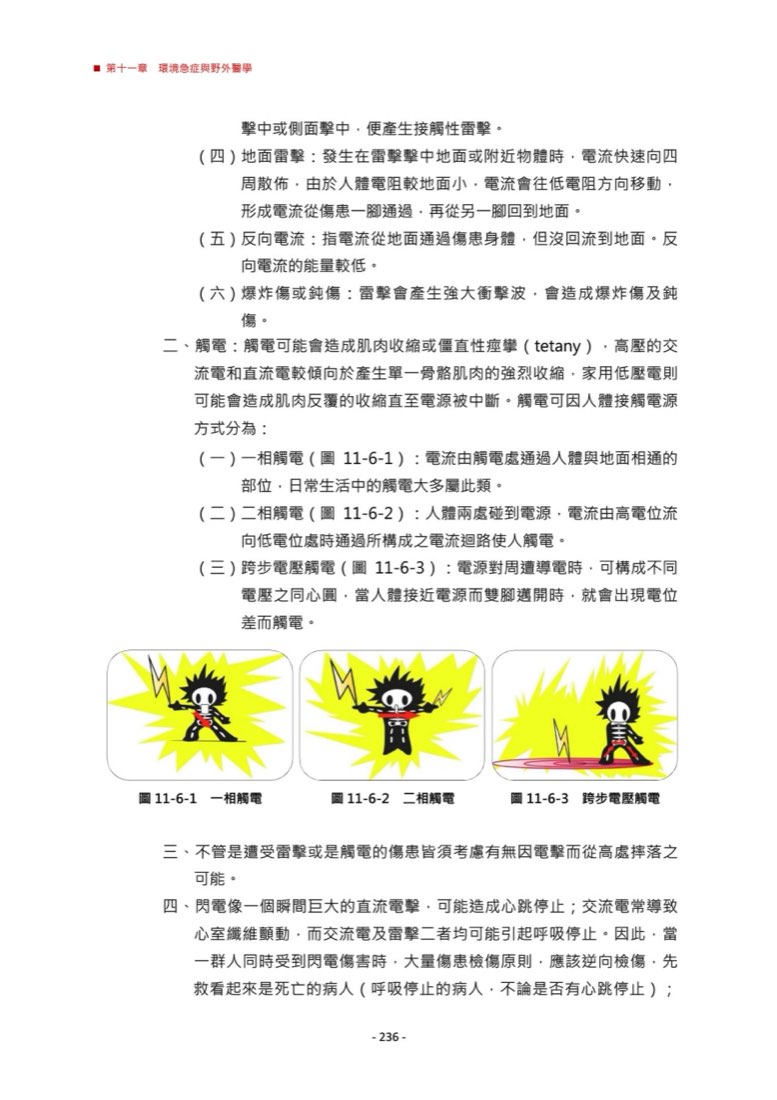 ■ 第十一章　環境急症與野外醫學
擊中或側面擊中，便產生接觸性雷擊。
（四）地面雷擊：發生在雷擊擊中地面或附近物體時，電流快速向四
周散佈，由於人體電阻較地面小，電流會往低電阻方向移動，
形成電流從傷患一腳通過，再從另一腳回到地面。
（五）反向電流：指電流從地面通過傷患身體，但沒回流到地面。反
向電流的能量較低。
（六）爆炸傷或鈍傷：雷擊會產生強大衝擊波，會造成爆炸傷及鈍
傷。
二、觸電：觸電可能會造成肌肉收縮或僵直性痙攣（tetany），高壓的交
流電和直流電較傾向於產生單一骨骼肌肉的強烈收縮，家用低壓電則
可能會造成肌肉反覆的收縮直至電源被中斷。觸電可因人體接觸電源
方式分為：
（一）一相觸電（圖 11-6-1）：電流由觸電處通過人體與地面相通的
部位，日常生活中的觸電大多屬此類。
（二）二相觸電（圖 11-6-2）：人體兩處碰到電源，電流由高電位流
向低電位處時通過所構成之電流迴路使人觸電。
（三）跨步電壓觸電（圖 11-6-3）：電源對周遭導電時，可構成不同
電壓之同心圓，當人體接近電源而雙腳邁開時，就會出現電位
差而觸電。
圖 11-6-1　一相觸電
圖 11-6-2　二相觸電
圖 11-6-3　跨步電壓觸電
三、不管是遭受雷擊或是觸電的傷患皆須考慮有無因電擊而從高處摔落之
可能。
四、閃電像一個瞬間巨大的直流電擊，可能造成心跳停止；交流電常導致
心室纖維顫動，而交流電及雷擊二者均可能引起呼吸停止。因此，當
一群人同時受到閃電傷害時，大量傷患檢傷原則，應該逆向檢傷，先
救看起來是死亡的病人（呼吸停止的病人，不論是否有心跳停止）；
- 236 -